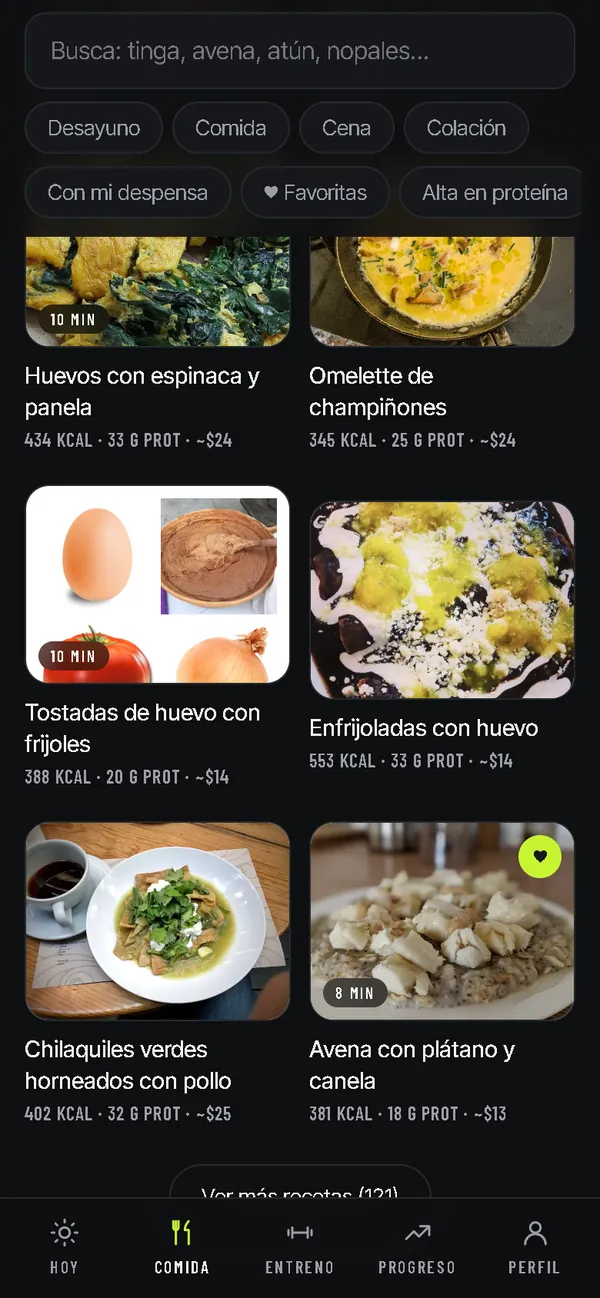 Busca: tinga, avena, atún, nopales...
Desayuno
Comida
Cena
Colación
Con mi despensa
♥ Favoritas
Alta en proteína
10 MIN
Huevos con espinaca y
panela
434 KCAL · 33 G PROT · ~$24
Omelette de
champiñones
345 KCAL · 25 G PROT · ~$24
10 MIN
Tostadas de huevo con
frijoles
388 KCAL · 20 G PROT · ~$14
Enfrijoladas con huevo
553 KCAL · 33 G PROT · ~$14
Chilaquiles verdes
horneados con pollo
402 KCAL · 32 G PROT · ~$25
8 MIN
Avena con plátano y
canela
381 KCAL · 18 G PROT · ~$13
Ver más recetas (121)
HOY
COMIDA
ENTRENO
PROGRESO
PERFIL